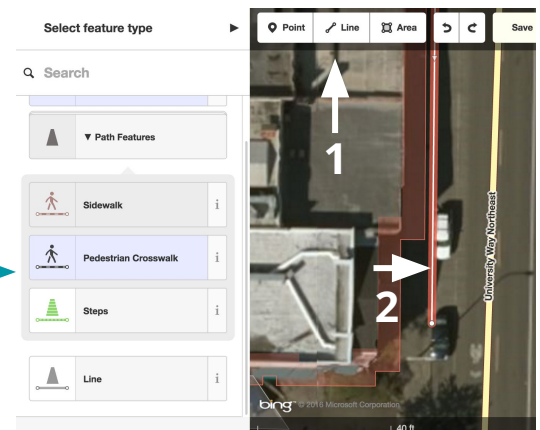 Select feature type
Point
Line
Area
Save
Search
▼ Path Features
Sidewalk
i
Pedestrian Crosswalk
i
Steps
i
Line
i
1
2
University Way Northeast
bing © 2016 Microsoft Corporation
40 ft